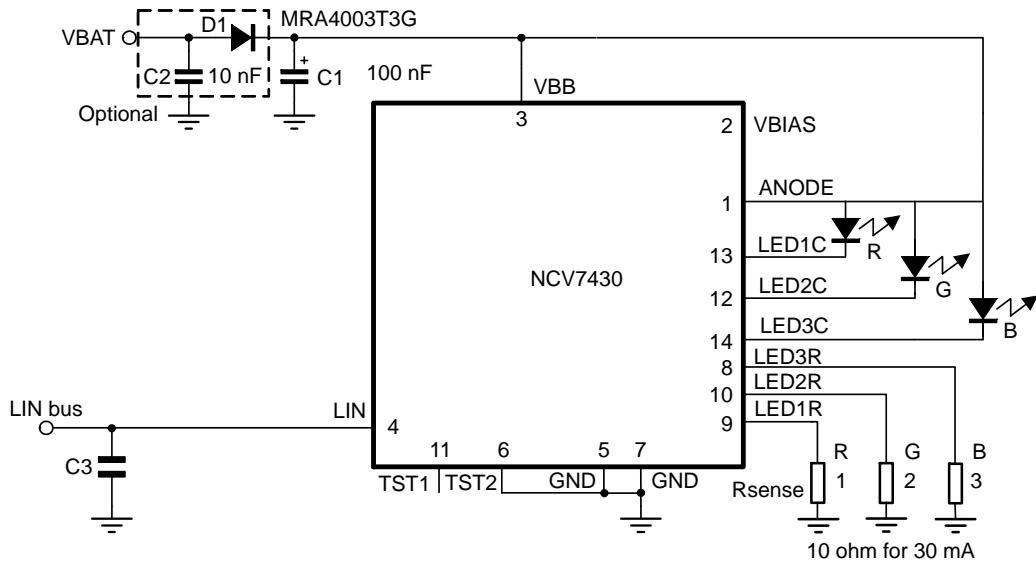 D1 MRA4003T3G
VBAT
C2 10 nF + C1 100 nF
Optional
VBB
3
2 VBIAS
1 ANODE
13 LED1C R
NCV7430
12 LED2C G
14 LED3C B
8 LED3R
10 LED2R
9 LED1R
LIN bus LIN 4
C3
11 6 5 7
TST1 TST2 GND GND
R G B
Rsense 1 2 3
10 ohm for 30 mA